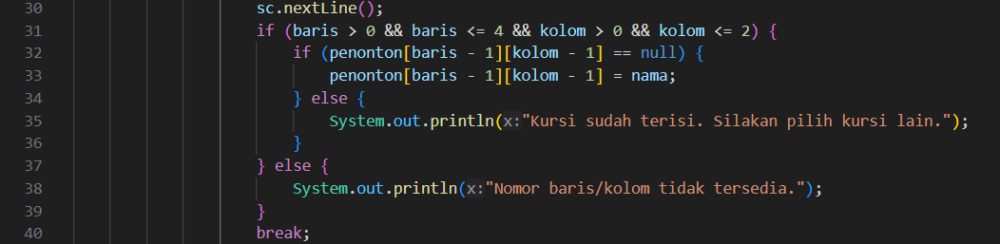 30 sc.nextLine();
31 if (baris > 0 && baris <= 4 && kolom > 0 && kolom <= 2) {
32 if (penonton[baris - 1][kolom - 1] == null) {
33 penonton[baris - 1][kolom - 1] = nama;
34 } else {
35 System.out.println(x:"Kursi sudah terisi. Silakan pilih kursi lain.");
36 }
37 } else {
38 System.out.println(x:"Nomor baris/kolom tidak tersedia.");
39 }
40 break;